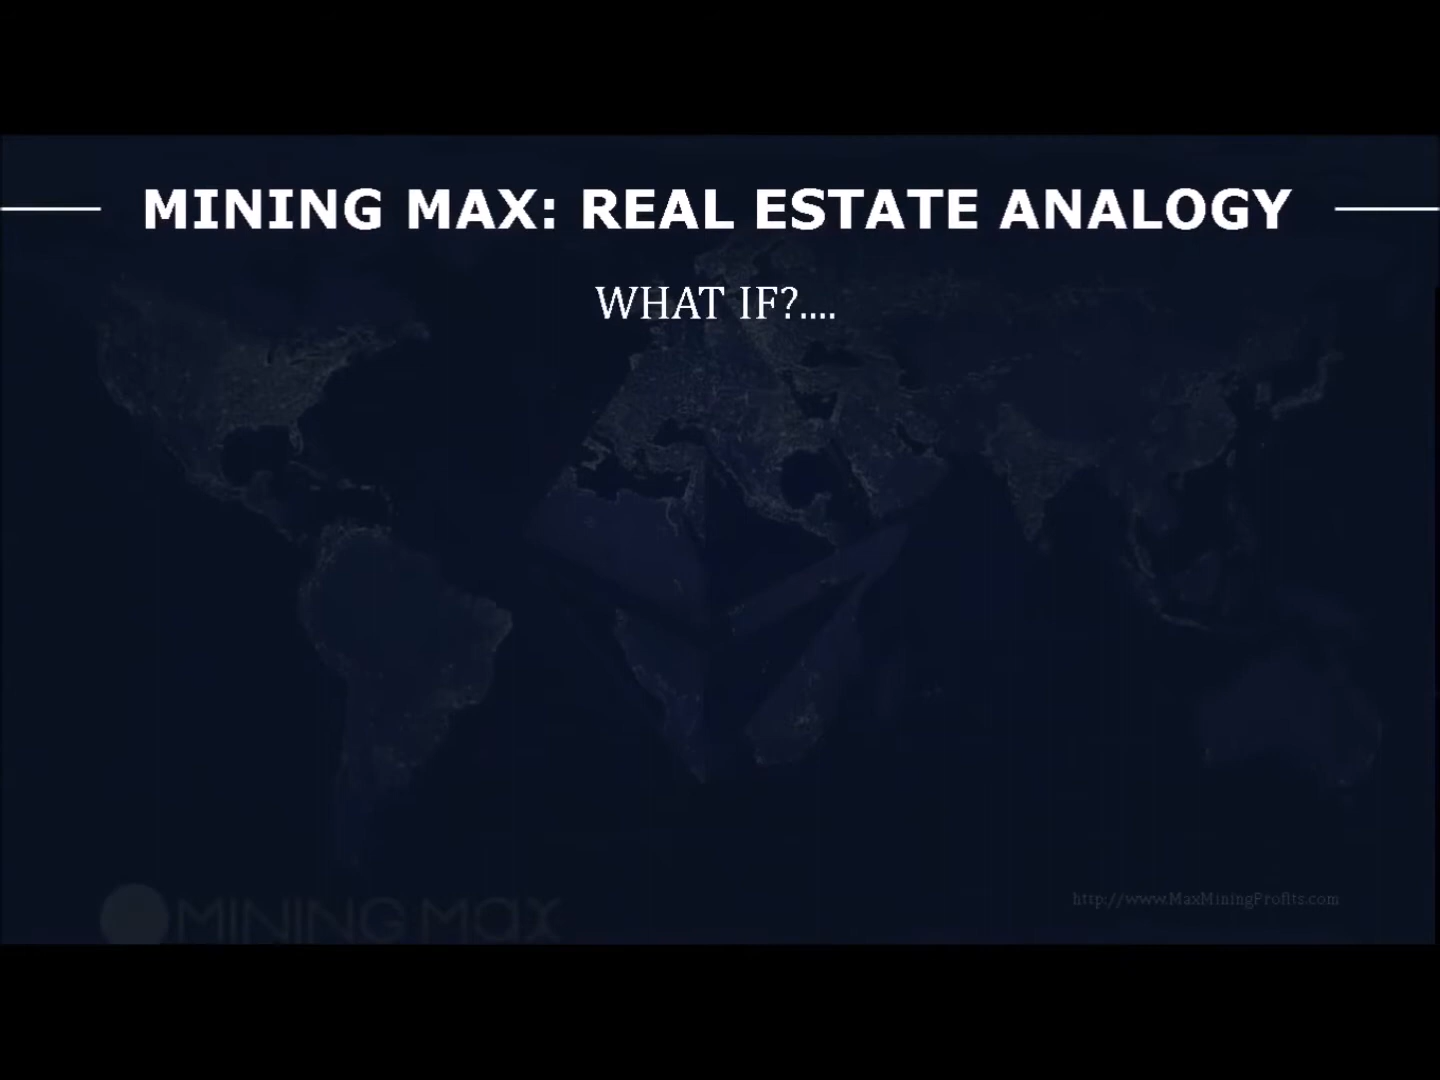 MINING MAX: REAL ESTATE ANALOGY
WHAT IF?....
MINING MAX
http://www.MaxMiningProfits.com